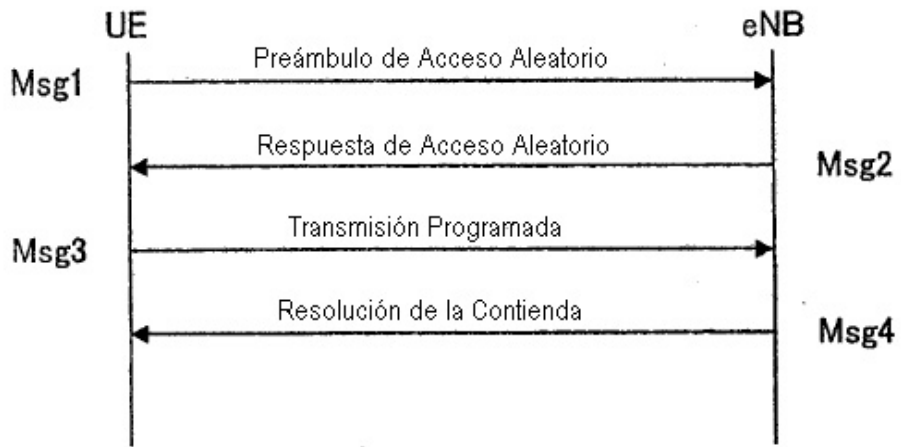 UE eNB
Preámbulo de Acceso Aleatorio
Msg1
Respuesta de Acceso Aleatorio
Msg2
Transmisión Programada
Msg3
Resolución de la Contienda
Msg4